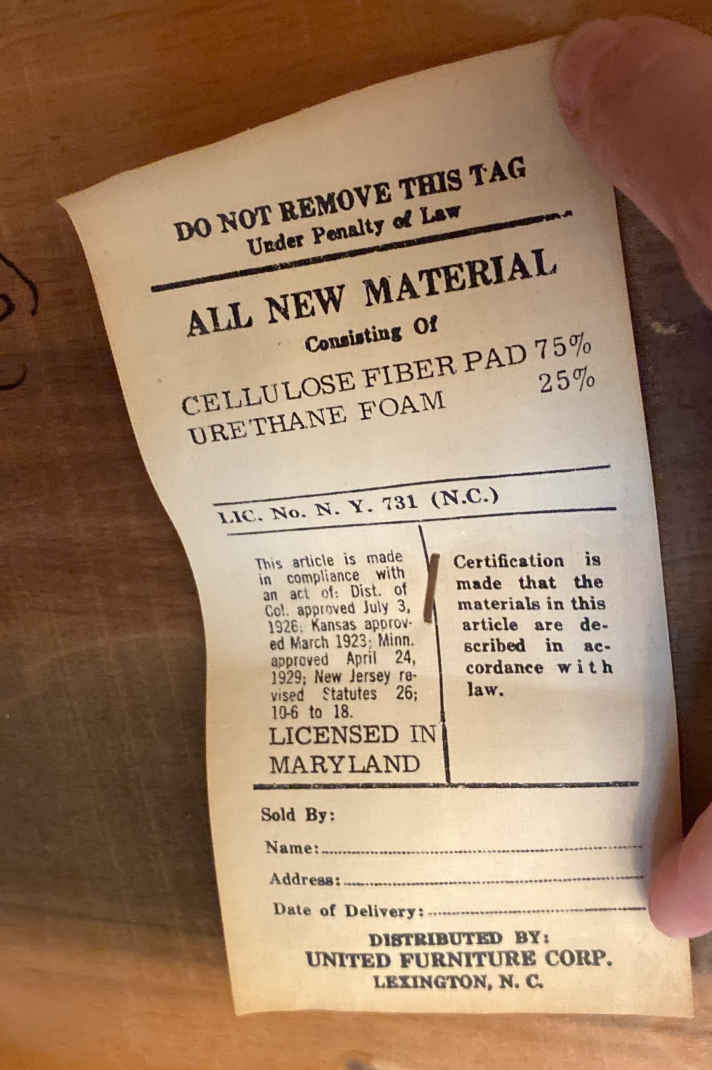 DO NOT REMOVE THIS TAG
Under Penalty of Law
ALL NEW MATERIAL
Consisting Of
CELLULOSE FIBER PAD 75%
URETHANE FOAM 25%
LIC. No. N. Y. 731 (N.C.)
This article is made
in compliance with
an act of: Dist. of
Col. approved July 3,
1926; Kansas approv-
ed March 1923; Minn.
approved April 24,
1929; New Jersey re-
vised Statutes 26;
10-6 to 18.
LICENSED IN
MARYLAND
Certification is
made that the
materials in this
article are de-
scribed in ac-
cordance with
law.
Sold By:
Name:
Address:
Date of Delivery:
DISTRIBUTED BY:
UNITED FURNITURE CORP.
LEXINGTON, N. C.